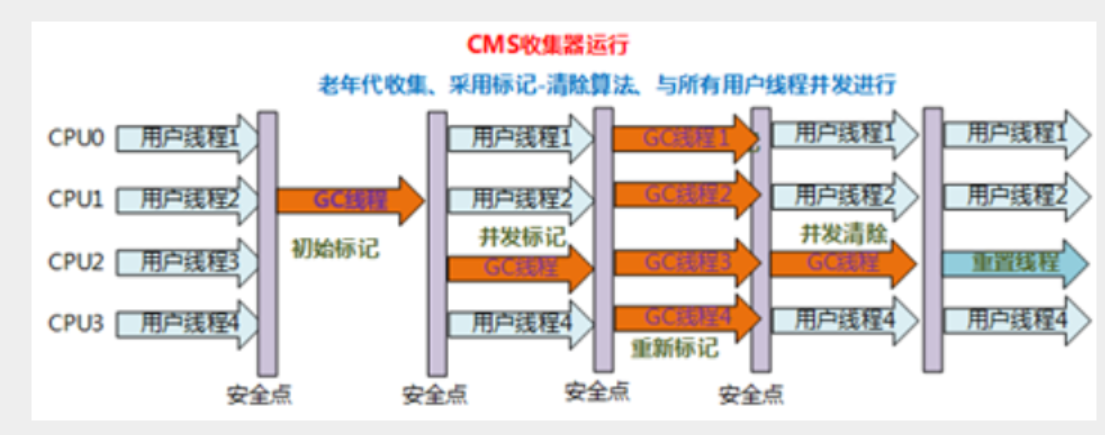 CMS收集器运行
老年代收集、采用标记-清除算法、与所有用户线程并发进行
CPU0 用户线程1 用户线程1 GC线程1 用户线程1 用户线程1
CPU1 用户线程2 GC线程 用户线程2 GC线程2 用户线程2 用户线程2
初始标记 并发标记 并发清除
CPU2 用户线程3 GC线程 GC线程3 GC线程 重置线程
CPU3 用户线程4 用户线程4 GC线程4 用户线程4 用户线程4
重新标记
安全点 安全点 安全点 安全点